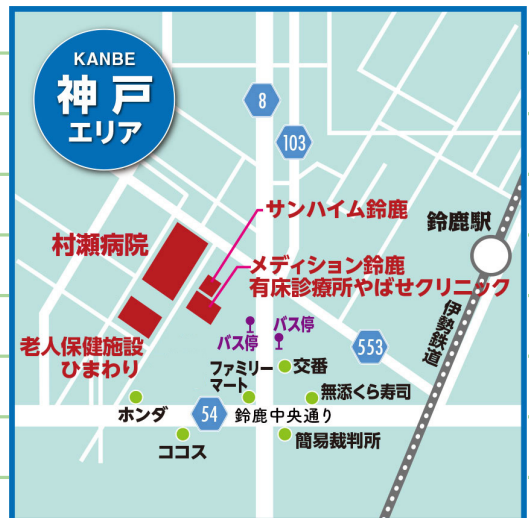 KANBE
神戸
エリア
8
103
サンハイム鈴鹿
鈴鹿駅
村瀬病院
メディション鈴鹿
有床診療所やばせクリニック
伊勢鉄道
老人保健施設
ひまわり
バス停
バス停
553
ファミリー
マート
交番
無添くら寿司
ホンダ
54
鈴鹿中央通り
ココス
簡易裁判所